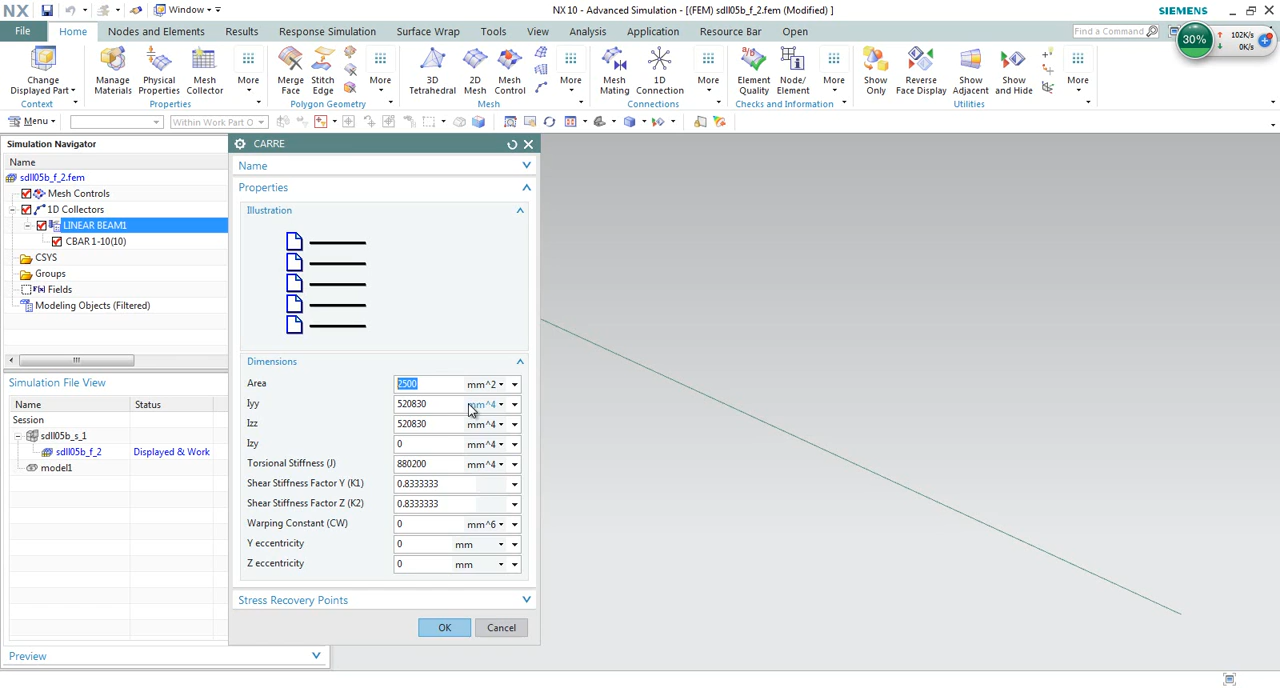 NX
Window
NX 10 - Advanced Simulation - [(FEM) sdll05b_f_2.fem (Modified) ]
SIEMENS
File Home Nodes and Elements Results Response Simulation Surface Wrap Tools View Analysis Application Resource Bar Open
Find a Command
30%
102K/s
0K/s
Change Displayed Part
Manage Materials
Physical Properties
Mesh Collector
More
Merge Face
Stitch Edge
More
3D Tetrahedral
2D Mesh
Mesh Control
More
Mesh Mating
1D Connection
More
Element Quality
Node/ Element
More
Show Only
Reverse Face Display
Show Adjacent
Show and Hide
More
Context Properties Polygon Geometry Mesh Connections Checks and Information Utilities
Menu
Within Work Part O
Simulation Navigator
Name
sdll05b_f_2.fem
Mesh Controls
1D Collectors
LINEAR BEAM1
CBAR 1-10(10)
CSYS
Groups
Fields
Modeling Objects (Filtered)
Simulation File View
Name Status
Session
sdll05b_s_1
sdll05b_f_2 Displayed & Work
model1
Preview
CARRE
Name
Properties
Illustration
Dimensions
Area 2500 mm^2
Iyy 520830 mm^4
Izz 520830 mm^4
Izy 0 mm^4
Torsional Stiffness (J) 880200 mm^4
Shear Stiffness Factor Y (K1) 0.8333333
Shear Stiffness Factor Z (K2) 0.8333333
Warping Constant (CW) 0 mm^6
Y eccentricity 0 mm
Z eccentricity 0 mm
Stress Recovery Points
OK Cancel